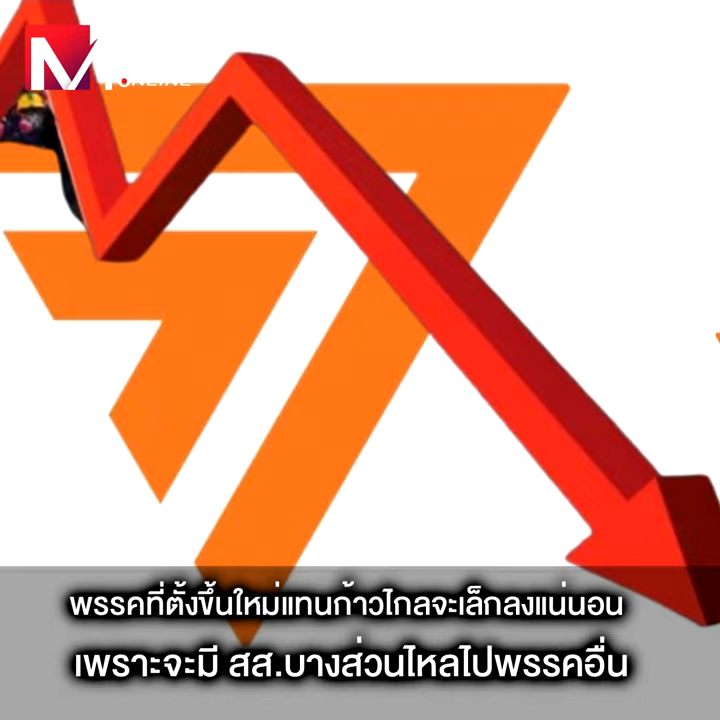 M
ONLINE
พรรคที่ตั้งขึ้นใหม่แทนก้าวไกลจะเล็กลงแน่นอน
เพราะจะมี สส.บางส่วนไหลไปพรรคอื่น